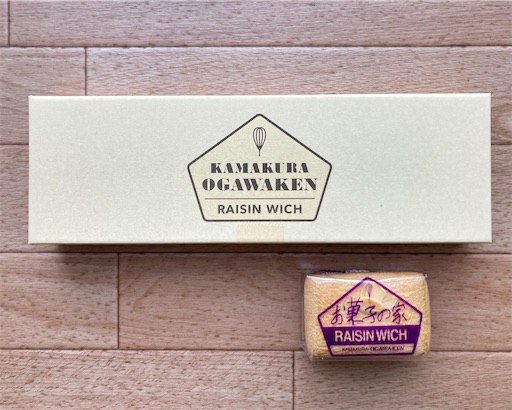 KAMAKURA
OGAWAKEN
RAISIN WICH
お菓子の家
RAISIN WICH
KAMAKURA OGAWAKEN